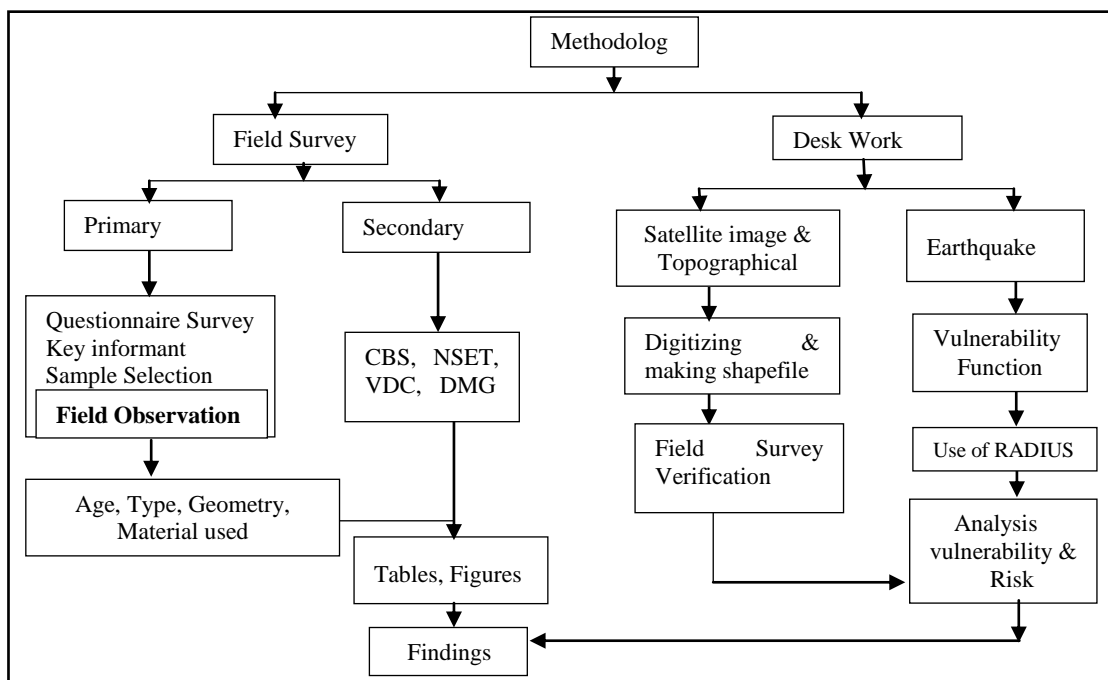 Methodolog
Field Survey
Desk Work
Primary
Secondary
Satellite image &
Topographical
Earthquake
Questionnaire Survey
Key informant
Sample Selection
Field Observation
CBS, NSET,
VDC, DMG
Digitizing &
making shapefile
Vulnerability
Function
Field Survey
Verification
Use of RADIUS
Age, Type, Geometry,
Material used
Analysis
vulnerability &
Risk
Tables, Figures
Findings